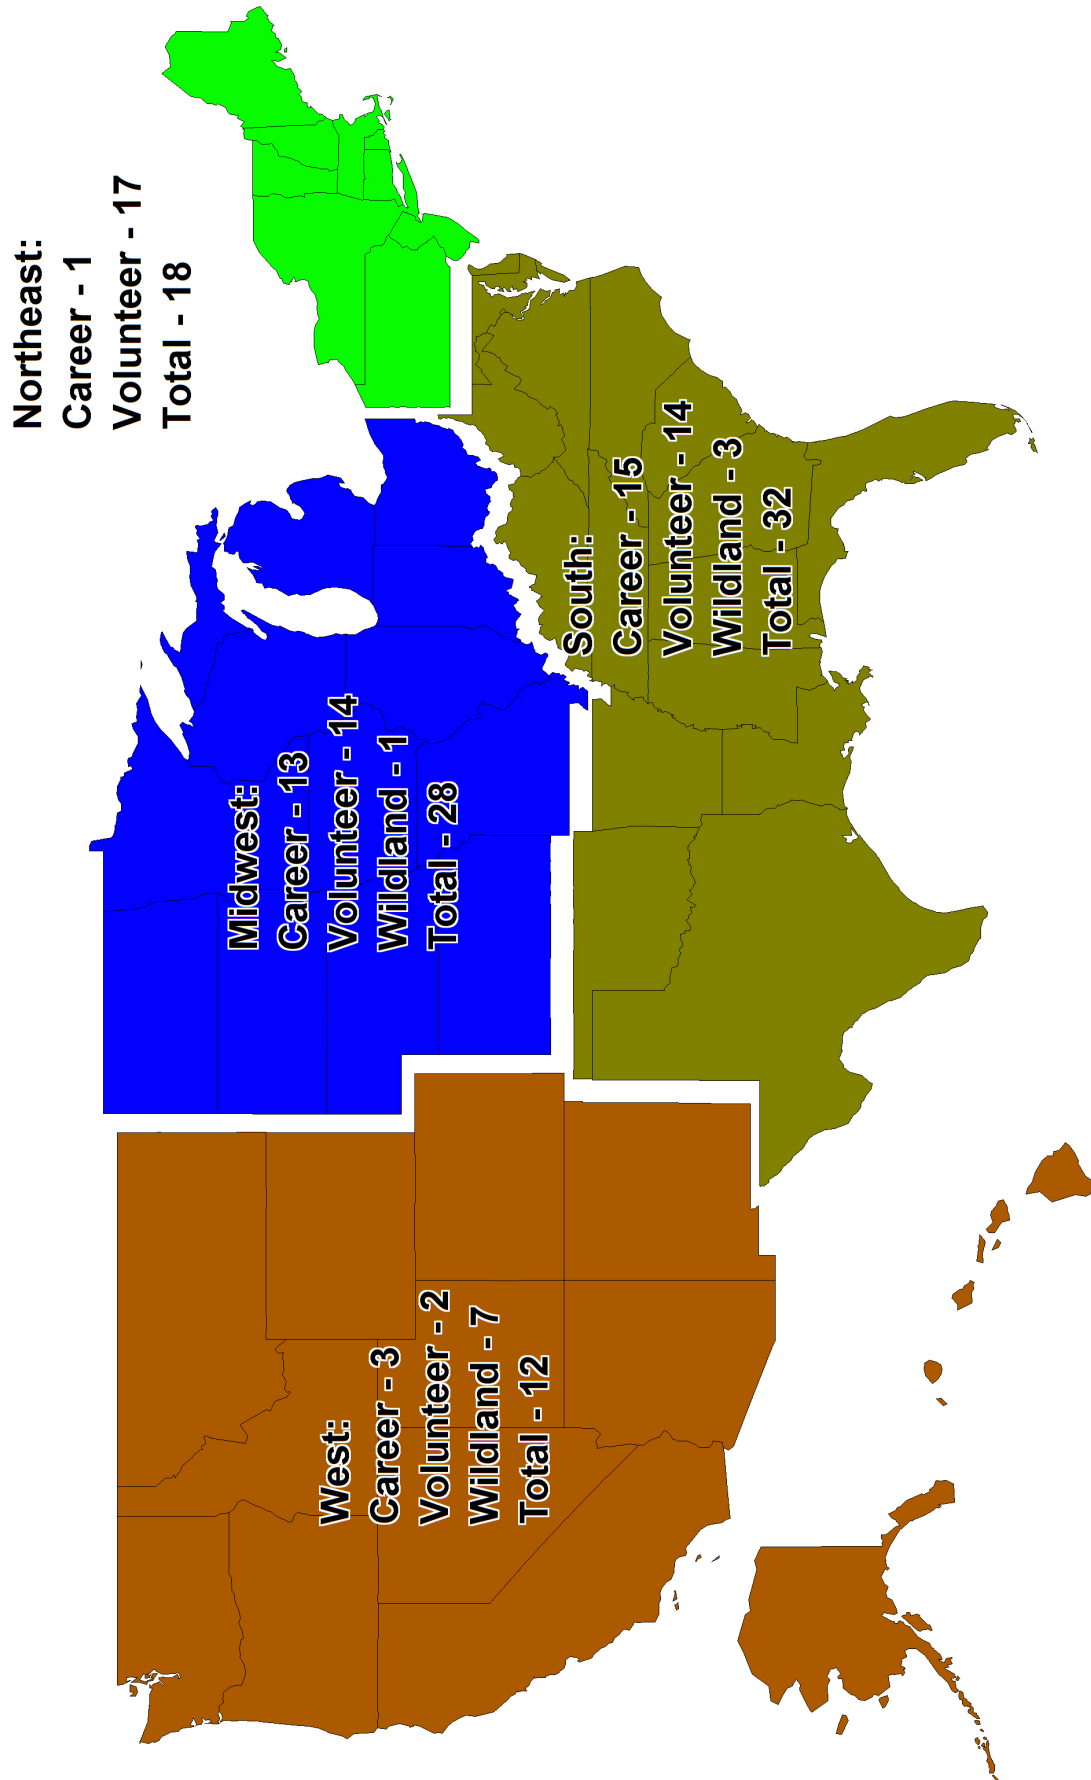 Northeast:
Career - 1
Volunteer - 17
Total - 18
Midwest:
Career - 13
Volunteer - 14
Wildland - 1
Total - 28
South:
Career - 15
Volunteer - 14
Wildland - 3
Total - 32
West:
Career - 3
Volunteer - 2
Wildland - 7
Total - 12